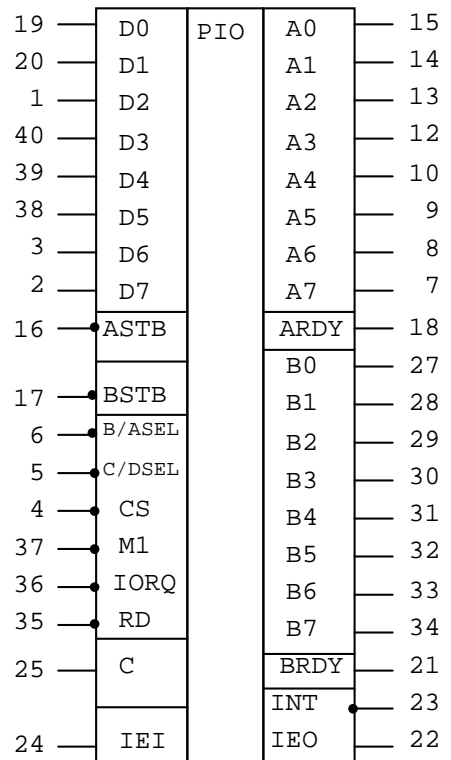 19 D0 PIO A0 15
20 D1 A1 14
1 D2 A2 13
40 D3 A3 12
39 D4 A4 10
38 D5 A5 9
3 D6 A6 8
2 D7 A7 7
16 ASTB ARDY 18
B0 27
17 BSTB B1 28
6 B/ASEL B2 29
5 C/DSEL B3 30
4 CS B4 31
37 M1 B5 32
36 IORQ B6 33
35 RD B7 34
25 C BRDY 21
INT 23
24 IEI IEO 22